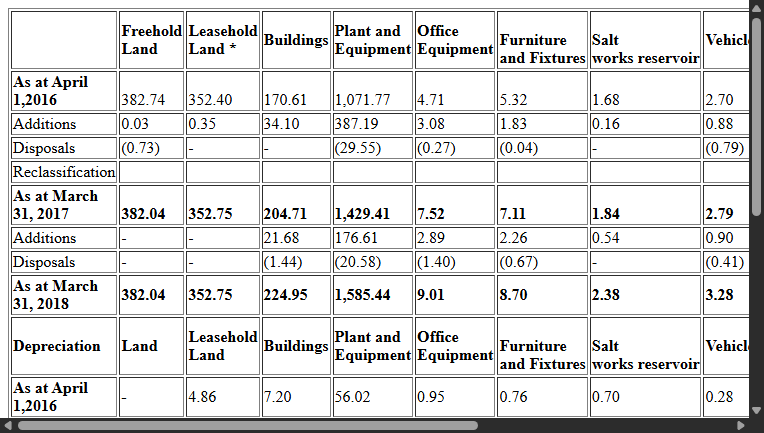 Freehold Land Leasehold Land * Buildings Plant and Equipment Office Equipment Furniture and Fixtures Salt works reservoir
As at April 1,2016 382.74 352.40 170.61 1,071.77 4.71 5.32 1.68 2.70
Additions 0.03 0.35 34.10 387.19 3.08 1.83 0.16 0.88
Disposals (0.73) - - (29.55) (0.27) (0.04) - (0.79)
Reclassification
As at March 31, 2017 382.04 352.75 204.71 1,429.41 7.52 7.11 1.84 2.79
Additions - - 21.68 176.61 2.89 2.26 0.54 0.90
Disposals - - (1.44) (20.58) (1.40) (0.67) - (0.41)
As at March 31, 2018 382.04 352.75 224.95 1,585.44 9.01 8.70 2.38 3.28
Depreciation Land Leasehold Land Buildings Plant and Equipment Office Equipment Furniture and Fixtures Salt works reservoir
As at April 1,2016 - 4.86 7.20 56.02 0.95 0.76 0.70 0.28